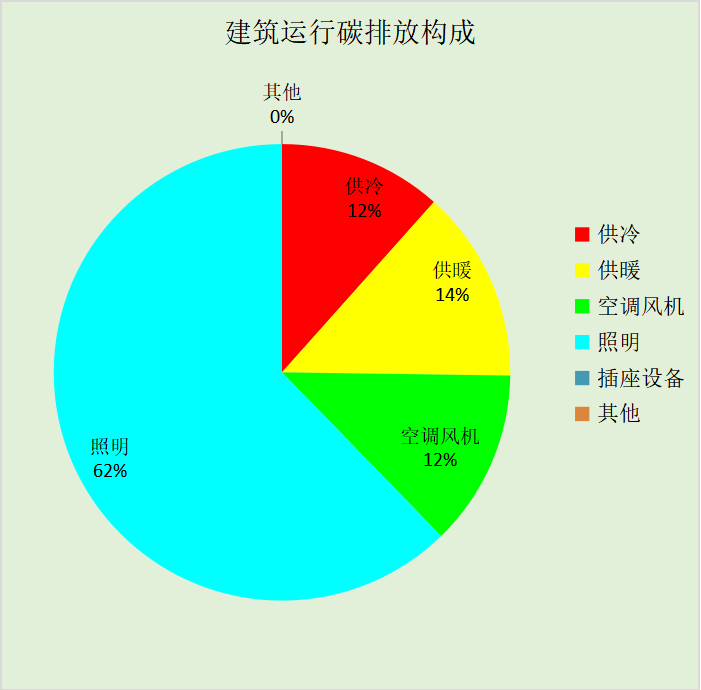 建筑运行碳排放构成
其他
0%
供冷
12%
供暖
14%
空调风机
12%
照明
62%
供冷
供暖
空调风机
照明
插座设备
其他